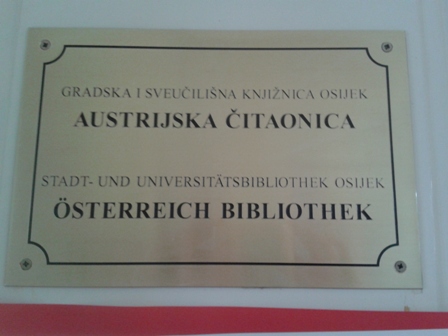 GRADSKA I SVEUČILIŠNA KNJIŽNICA OSIJEK
AUSTRIJSKA ČITAONICA
STADT- UND UNIVERSITÄTSBIBLIOTHEK OSIJEK
ÖSTERREICH BIBLIOTHEK